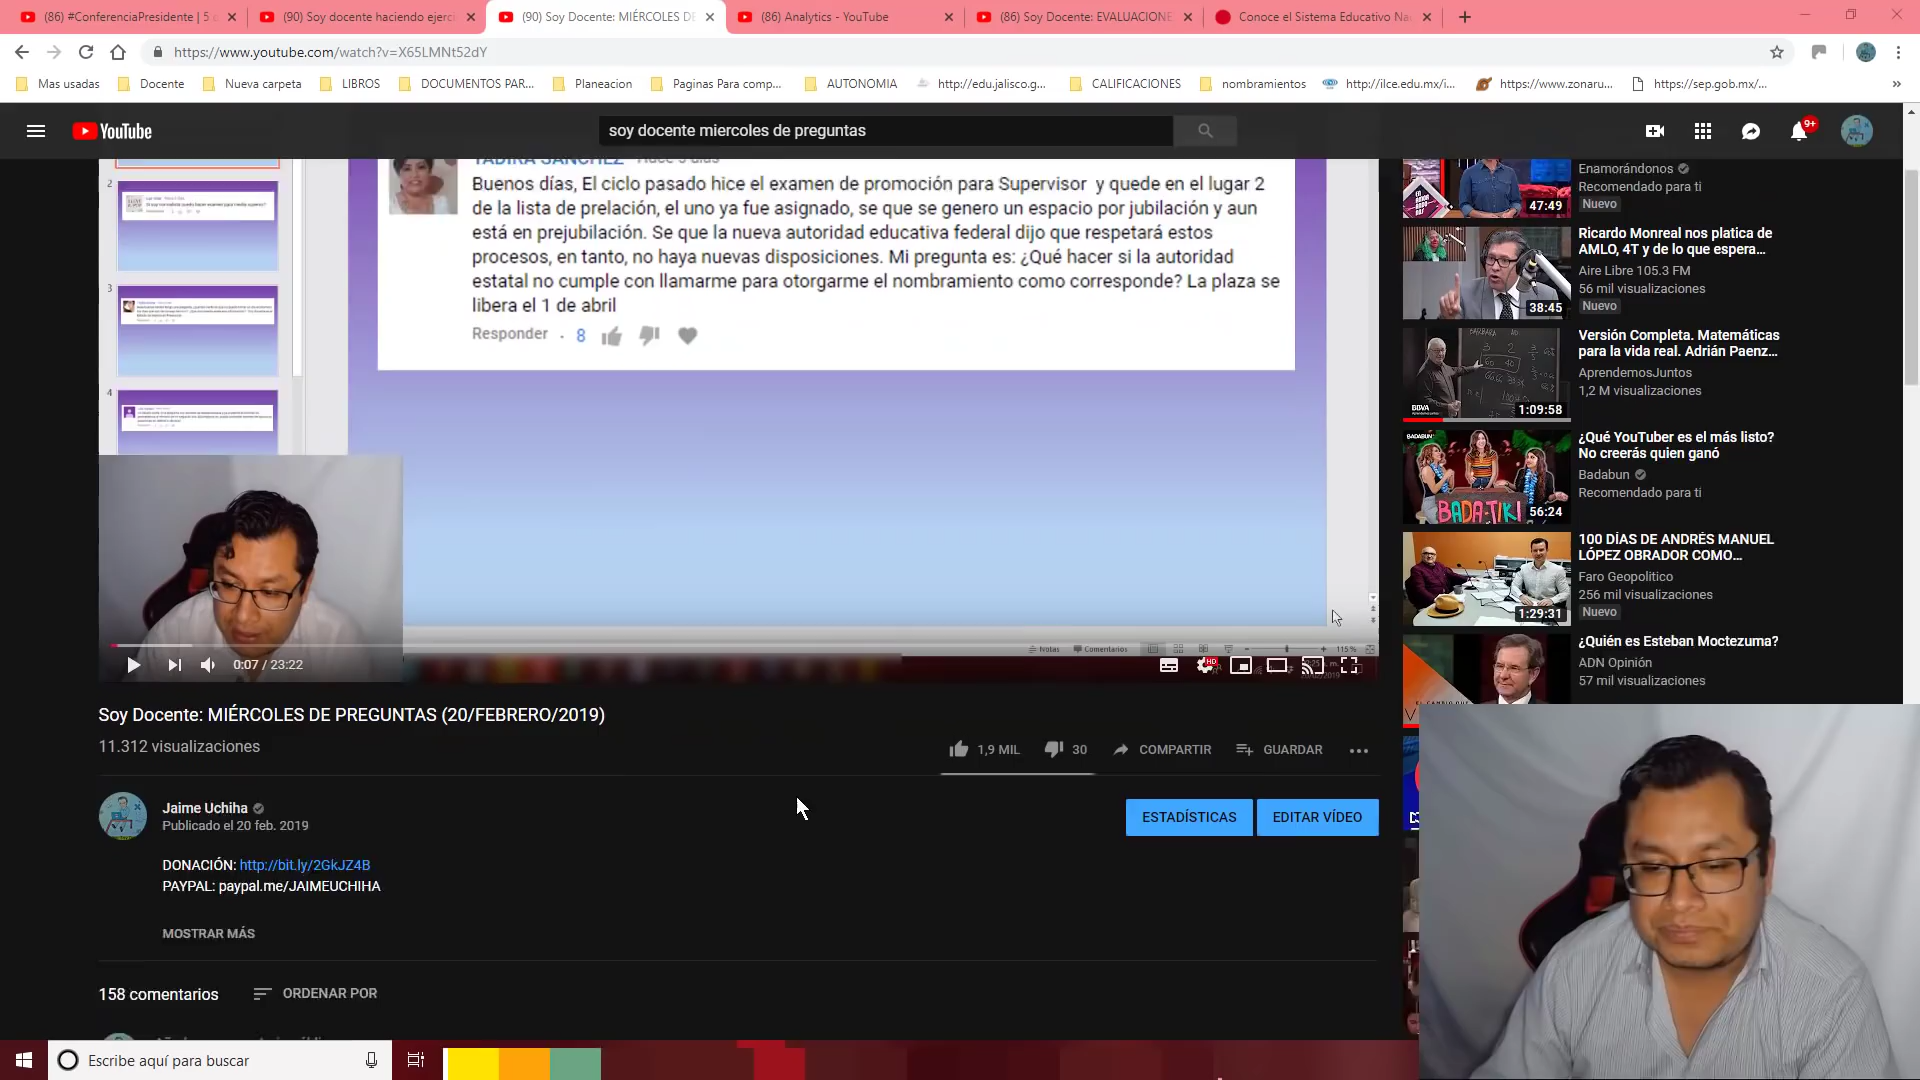 (86) #ConferenciaPresidente | 5 d
(90) Soy docente haciendo ejerci
(90) Soy Docente: MIÉRCOLES DE
(86) Analytics - YouTube
(86) Soy Docente: EVALUACIONE
Conoce el Sistema Educativo Na
https://www.youtube.com/watch?v=X65LMNt52dY
Mas usadas
Docente
Nueva carpeta
LIBROS
DOCUMENTOS PAR...
Planeacion
Paginas Para comp...
AUTONOMIA
http://edu.jalisco.g...
CALIFICACIONES
nombramientos
http://ilce.edu.mx/i...
https://www.zonaru...
https://sep.gob.mx/...
YouTube
soy docente miercoles de preguntas
9+
YADIRA SANCHEZ
Buenos días, El ciclo pasado hice el examen de promoción para Supervisor y quede en el lugar 2
de la lista de prelación, el uno ya fue asignado, se que se genero un espacio por jubilación y aun
está en prejubilación. Se que la nueva autoridad educativa federal dijo que respetará estos
procesos, en tanto, no haya nuevas disposiciones. Mi pregunta es: ¿Qué hacer si la autoridad
estatal no cumple con llamarme para otorgarme el nombramiento como corresponde? La plaza se
libera el 1 de abril
Responder · 8
2
3
4
Notas
Comentarios
115 %
0:07 / 23:22
HD
Soy Docente: MIÉRCOLES DE PREGUNTAS (20/FEBRERO/2019)
11.312 visualizaciones
1,9 MIL
30
COMPARTIR
GUARDAR
Jaime Uchiha
Publicado el 20 feb. 2019
ESTADÍSTICAS
EDITAR VÍDEO
DONACIÓN: http://bit.ly/2GkJZ4B
PAYPAL: paypal.me/JAIMEUCHIHA
MOSTRAR MÁS
158 comentarios
ORDENAR POR
Enamorándonos
Recomendado para ti
Nuevo
47:49
Ricardo Monreal nos platica de
AMLO, 4T y de lo que espera...
Aire Libre 105.3 FM
56 mil visualizaciones
Nuevo
38:45
Versión Completa. Matemáticas
para la vida real. Adrián Paenz...
AprendemosJuntos
1,2 M visualizaciones
BBVA
1:09:58
¿Qué YouTuber es el más listo?
No creerás quien ganó
Badabun
Recomendado para ti
BADABUN
BADA-TIKI
56:24
100 DÍAS DE ANDRÉS MANUEL
LÓPEZ OBRADOR COMO...
Faro Geopolitico
256 mil visualizaciones
Nuevo
1:29:31
¿Quién es Esteban Moctezuma?
ADN Opinión
57 mil visualizaciones
Escribe aquí para buscar